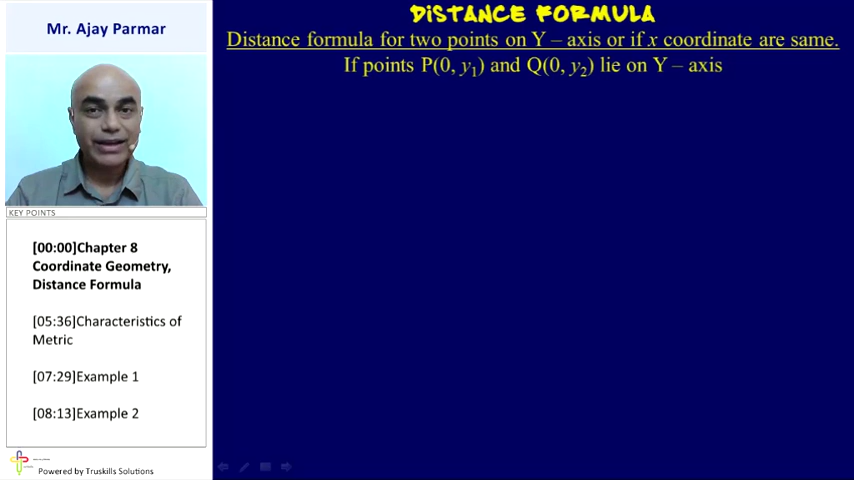 Mr. Ajay Parmar
KEY POINTS
[00:00]Chapter 8
Coordinate Geometry,
Distance Formula
[05:36]Characteristics of
Metric
[07:29]Example 1
[08:13]Example 2
Powered by Truskills Solutions
DISTANCE FORMULA
Distance formula for two points on Y – axis or if x coordinate are same.
If points P(0, y₁) and Q(0, y₂) lie on Y – axis